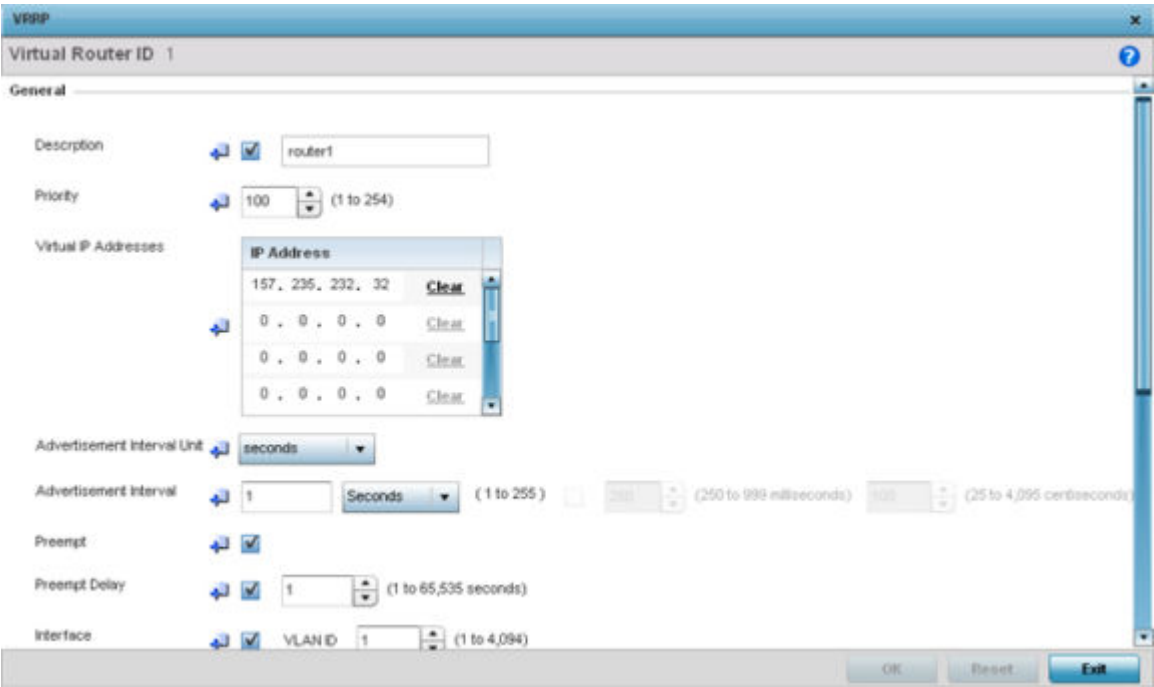 VRRP
Virtual Router ID 1
General
Descrption router1
Priority 100 (1 to 254)
Virtual IP Addresses
IP Address
157. 235. 232. 32 Clear
0 . 0 . 0 . 0 Clear
0 . 0 . 0 . 0 Clear
0 . 0 . 0 . 0 Clear
Advertisement Interval Unit seconds
Advertisement Interval 1 Seconds ( 1 to 255 ) 250 (250 to 999 milliseconds) 100 (25 to 4,095 centiseconds)
Preempt
Preempt Delay 1 (1 to 65,535 seconds)
Interface VLAN ID 1 (1 to 4,094)
OK Reset Exit